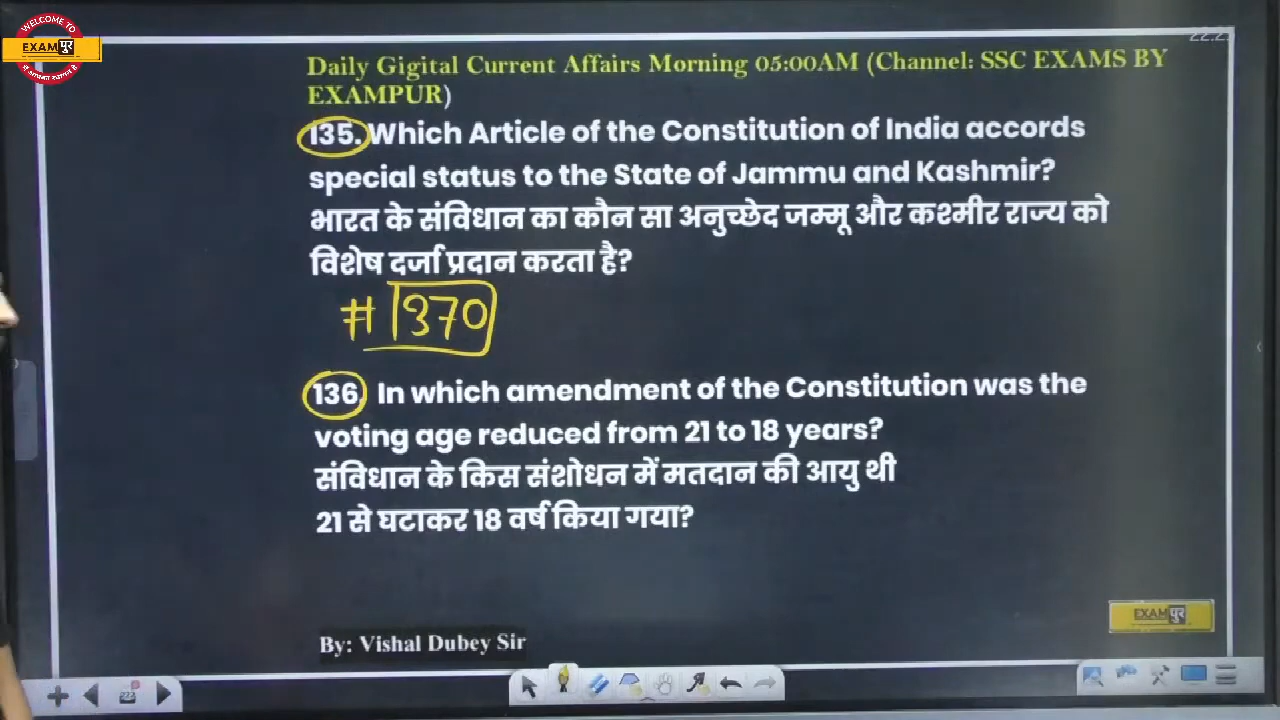 WELCOME TO
EXAMपुर
Daily Gigital Current Affairs Morning 05:00AM (Channel: SSC EXAMS BY
EXAMPUR)
135. Which Article of the Constitution of India accords
special status to the State of Jammu and Kashmir?
भारत के संविधान का कौन सा अनुच्छेद जम्मू और कश्मीर राज्य को
विशेष दर्जा प्रदान करता है?
# 370
136. In which amendment of the Constitution was the
voting age reduced from 21 to 18 years?
संविधान के किस संशोधन में मतदान की आयु थी
21 से घटाकर 18 वर्ष किया गया?
EXAMपुर
By: Vishal Dubey Sir